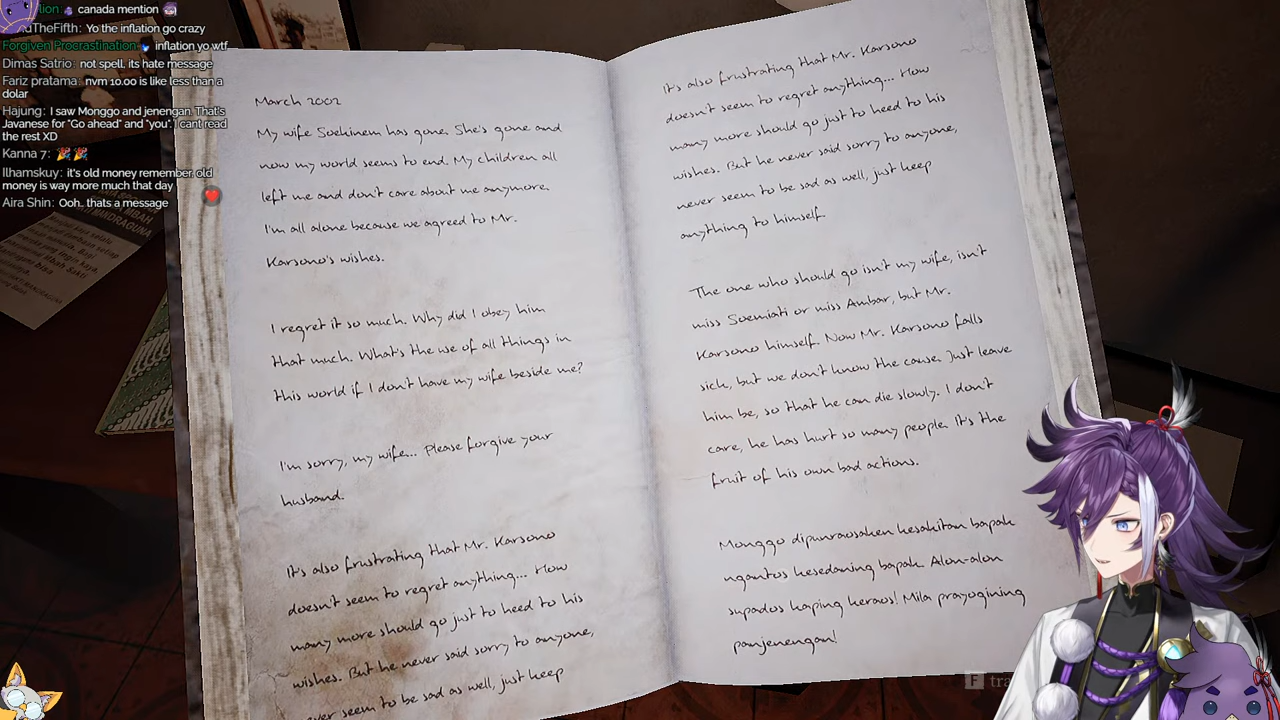 canada mention
TheFifth: Yo the inflation go crazy
Forgiven Procrastination inflation yo wtf
Dimas Satrio: not spell. its hate message
Fariz pratama: nvm 10.00 is like less than a
dolar
Hajung: I saw Monggo and jenengan. That's
Javanese for "Go ahead" and "you". I cant read
the rest XD
Kanna 7: 🎉🎉
Ilhamskuy: it's old money remember, old
money is way more much that day
Aira Shin: Ooh.. thats a message
March 2002
My wife Soekinem has gone. She's gone and
now my world seems to end. My children all
left me and don't care about me anymore.
I'm all alone because we agreed to Mr.
Karsono's wishes.
I regret it so much. Why did I obey him
that much. What's the use of all things in
this world if I don't have my wife beside me?
I'm sorry, my wife... Please forgive your
husband.
It's also frustrating that Mr. Karsono
doesn't seem to regret anything... How
many more should go just to heed to his
wishes. But he never said sorry to anyone,
never seem to be sad as well, just keep
It's also frustrating that Mr. Karsono
doesn't seem to regret anything... How
many more should go just to heed to his
wishes. But he never said sorry to anyone,
never seem to be sad as well, just keep
anything to himself.
The one who should go isn't my wife, isn't
miss Soemiati or miss Ambar, but Mr.
Karsono himself. Now Mr. Karsono falls
sick, but we don't know the cause. Just leave
him be, so that he can die slowly. I don't
care, he has hurt so many people. It's the
fruit of his own bad actions.
Monggo dipunraosaken kesakitan bapak
ngantos kesedaning bapak. Alon-alon
supados kaping keraos! Mila prayogining
panjenengan!
F tra